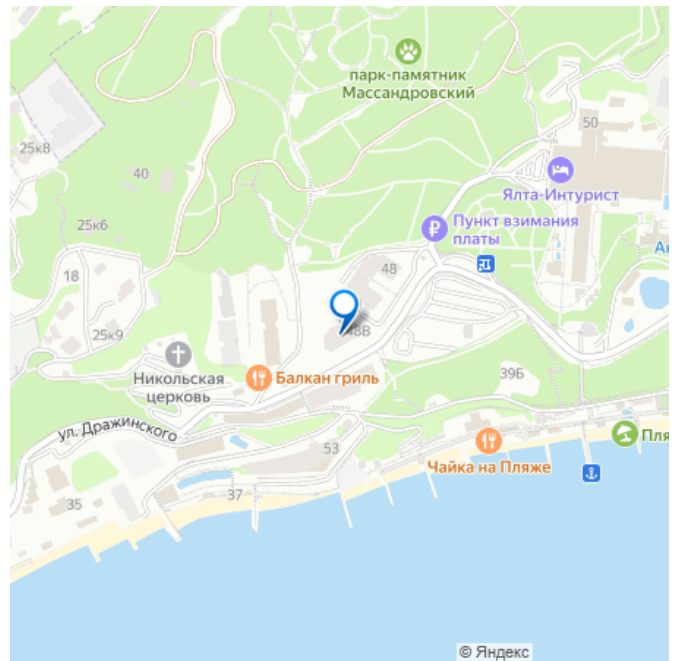 парк-памятник
Массандровский
50
25к8
40
Ялта-Интурист
25к6
Пункт взимания
платы
18
48
25к9
48В
Никольская
церковь
Балкан гриль
39Б
ул. Дражинского
53
Чайка на Пляже
Пля
37
35
© Яндекс